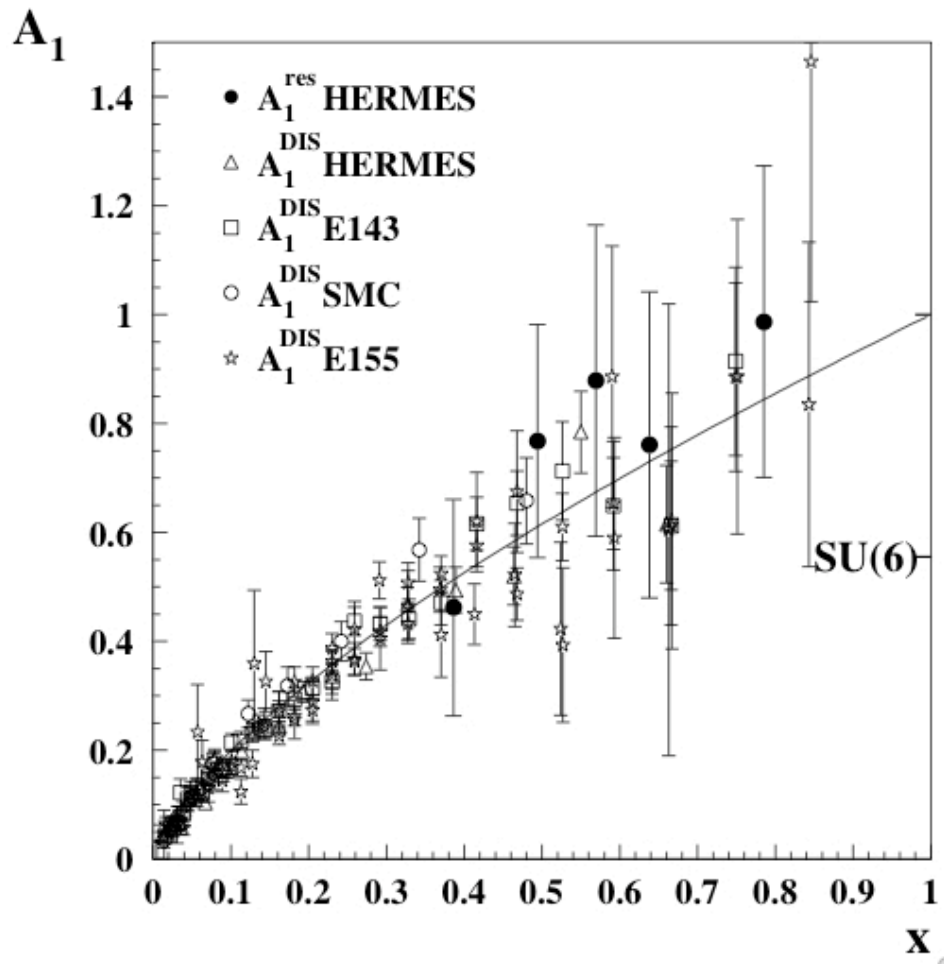 A1
1.4
1.2
1
0.8
0.6
0.4
0.2
0
A1res HERMES
A1DIS HERMES
A1DIS E143
A1DIS SMC
A1DIS E155
SU(6)
0 0.1 0.2 0.3 0.4 0.5 0.6 0.7 0.8 0.9 1
x